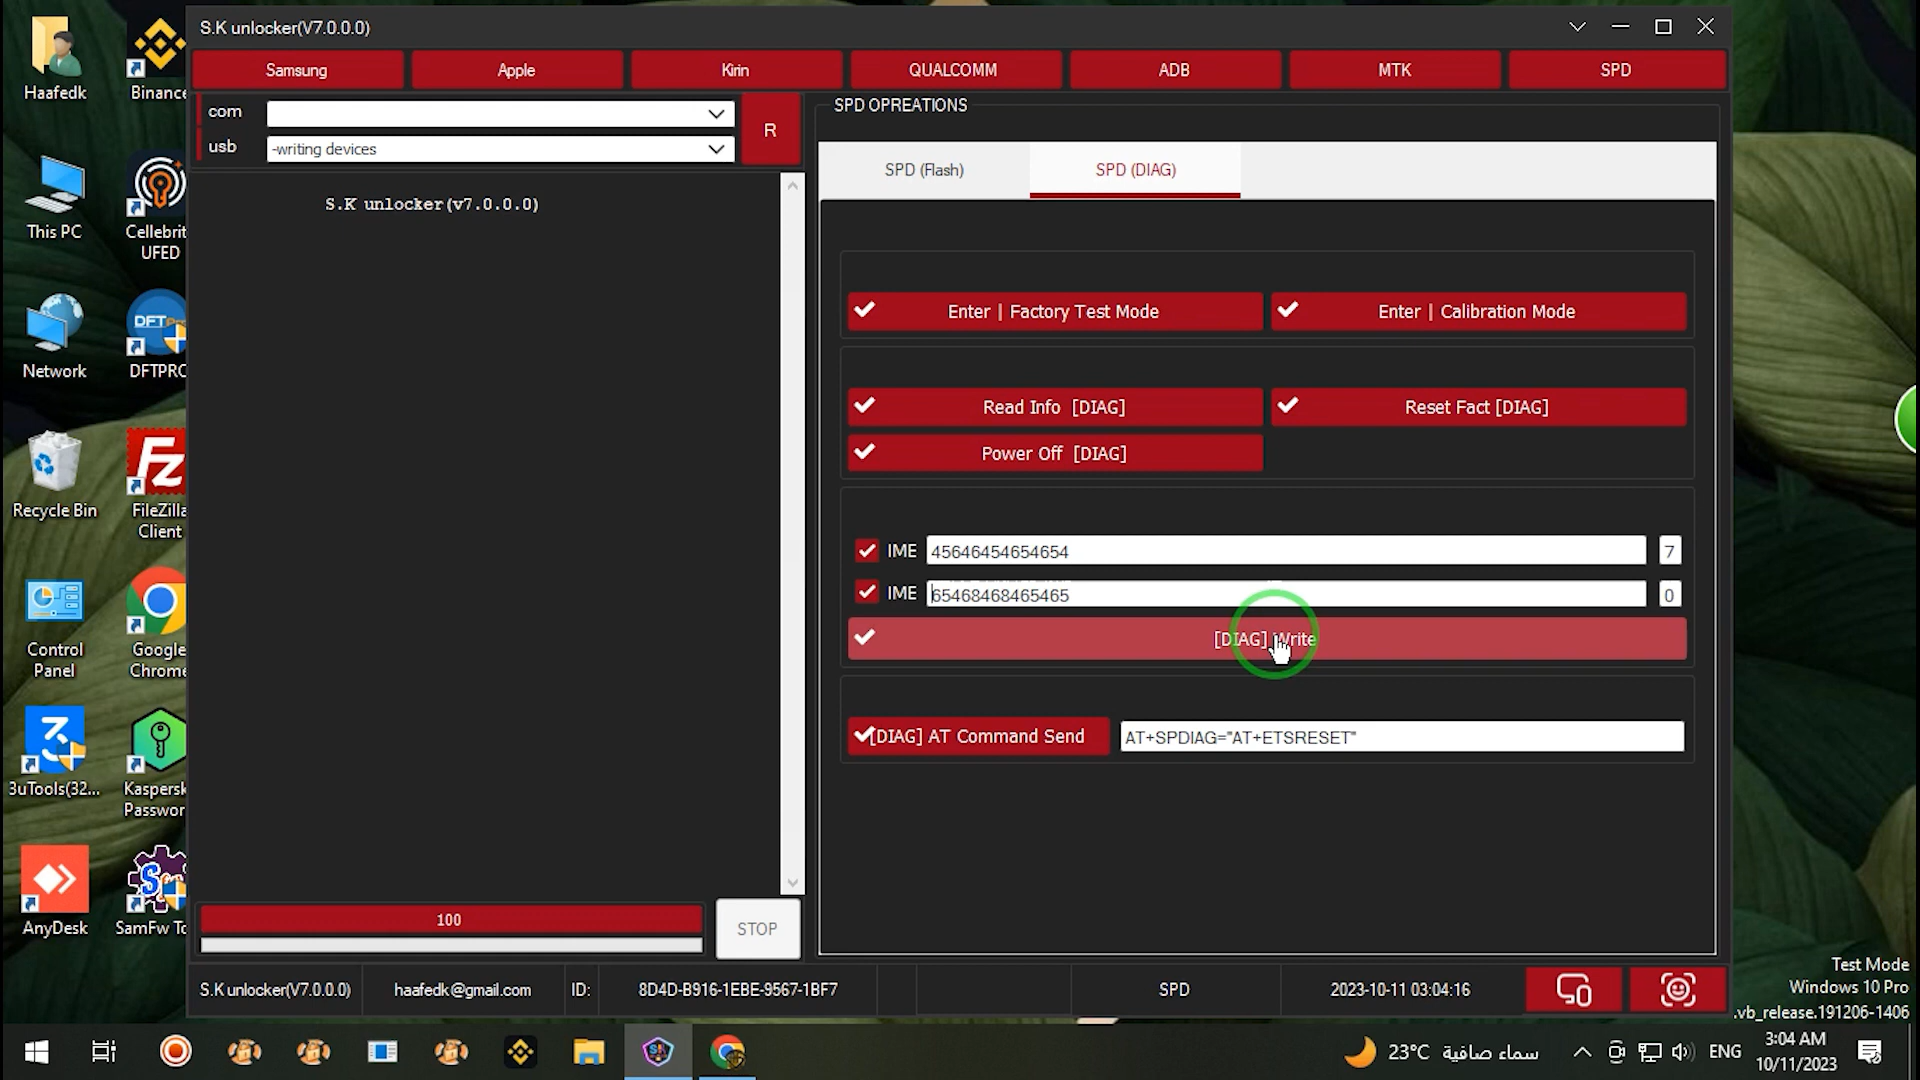 S.K unlocker(V7.0.0.0)
Samsung
Apple
Kirin
QUALCOMM
ADB
MTK
SPD
com
usb
-writing devices
R
S.K unlocker(v7.0.0.0)
SPD OPREATIONS
SPD (Flash)
SPD (DIAG)
Enter | Factory Test Mode
Enter | Calibration Mode
Read Info [DIAG]
Reset Fact [DIAG]
Power Off [DIAG]
IME
45646454654654
7
IME
65468468465465
0
[DIAG] Write
[DIAG] AT Command Send
AT+SPDIAG="AT+ETSRESET"
100
STOP
S.K unlocker(V7.0.0.0)
haafedk@gmail.com
ID:
8D4D-B916-1EBE-9567-1BF7
SPD
2023-10-11 03:04:16
Haafedk
Binance
This PC
Cellebrit
UFED
Network
DFTPRO
Recycle Bin
FileZilla
Client
Control
Panel
Google
Chrome
3uTools(32...
Kaspersk
Passwor
AnyDesk
SamFw To
Test Mode
Windows 10 Pro
.vb_release.191206-1406
23°C سماء صافية
ENG
3:04 AM
10/11/2023